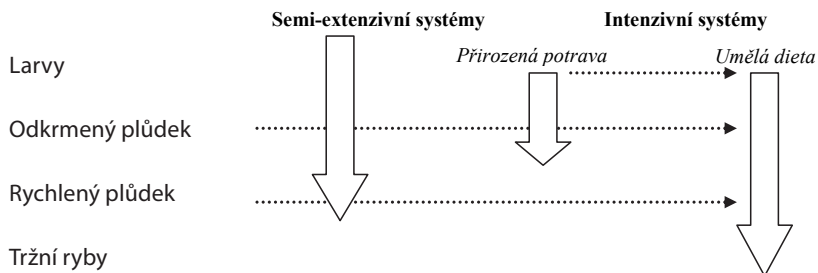 Semi-extenzivní systémy Intenzivní systémy
Přirozená potrava Umělá dieta
Larvy
Odkrmený plůdek
Rychlený plůdek
Tržní ryby